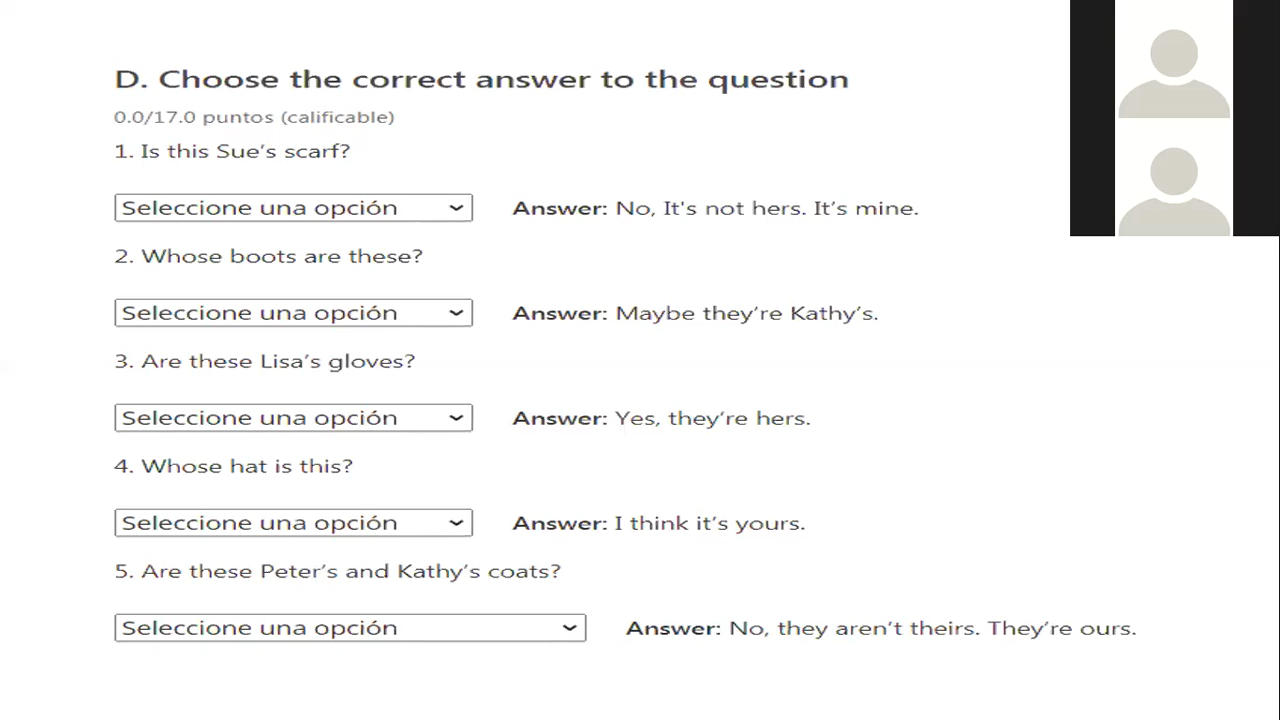 D. Choose the correct answer to the question
0.0/17.0 puntos (calificable)
1. Is this Sue's scarf?
Seleccione una opción Answer: No, It's not hers. It's mine.
2. Whose boots are these?
Seleccione una opción Answer: Maybe they're Kathy's.
3. Are these Lisa's gloves?
Seleccione una opción Answer: Yes, they're hers.
4. Whose hat is this?
Seleccione una opción Answer: I think it's yours.
5. Are these Peter's and Kathy's coats?
Seleccione una opción Answer: No, they aren't theirs. They're ours.